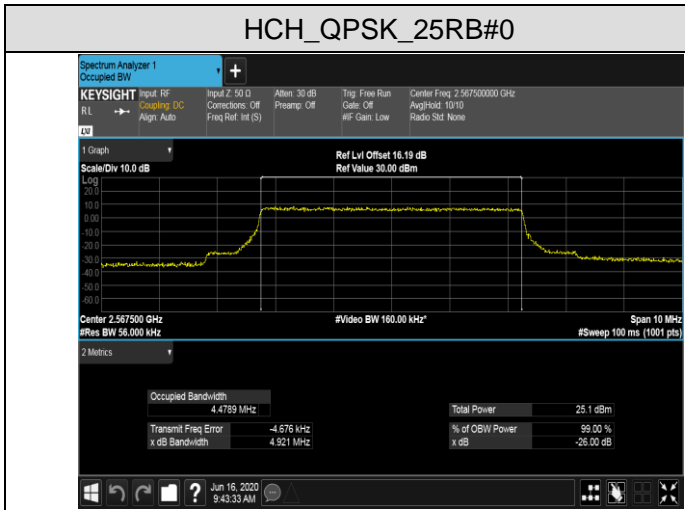 HCH_QPSK_25RB#0
Spectrum Analyzer 1
Occupied BW
+
KEYSIGHT Input: RF Input Z: 50 Ω Atten: 30 dB Trig: Free Run Center Freq: 2.567500000 GHz
RL Coupling: DC Corrections: Off Preamp: Off Gate: Off Avg|Hold: 10/10
Align: Auto Freq Ref: Int (S) #IF Gain: Low Radio Std: None
LXI
1 Graph
Ref Lvl Offset 16.19 dB
Scale/Div 10.0 dB Ref Value 30.00 dBm
Log
20.0
10.0
0.00
-10.0
-20.0
-30.0
-40.0
-50.0
-60.0
Center 2.567500 GHz #Video BW 160.00 kHz* Span 10 MHz
#Res BW 56.000 kHz #Sweep 100 ms (1001 pts)
2 Metrics
Occupied Bandwidth
4.4789 MHz Total Power 25.1 dBm
Transmit Freq Error -4.676 kHz % of OBW Power 99.00 %
x dB Bandwidth 4.921 MHz x dB -26.00 dB
? Jun 16, 2020
9:43:33 AM